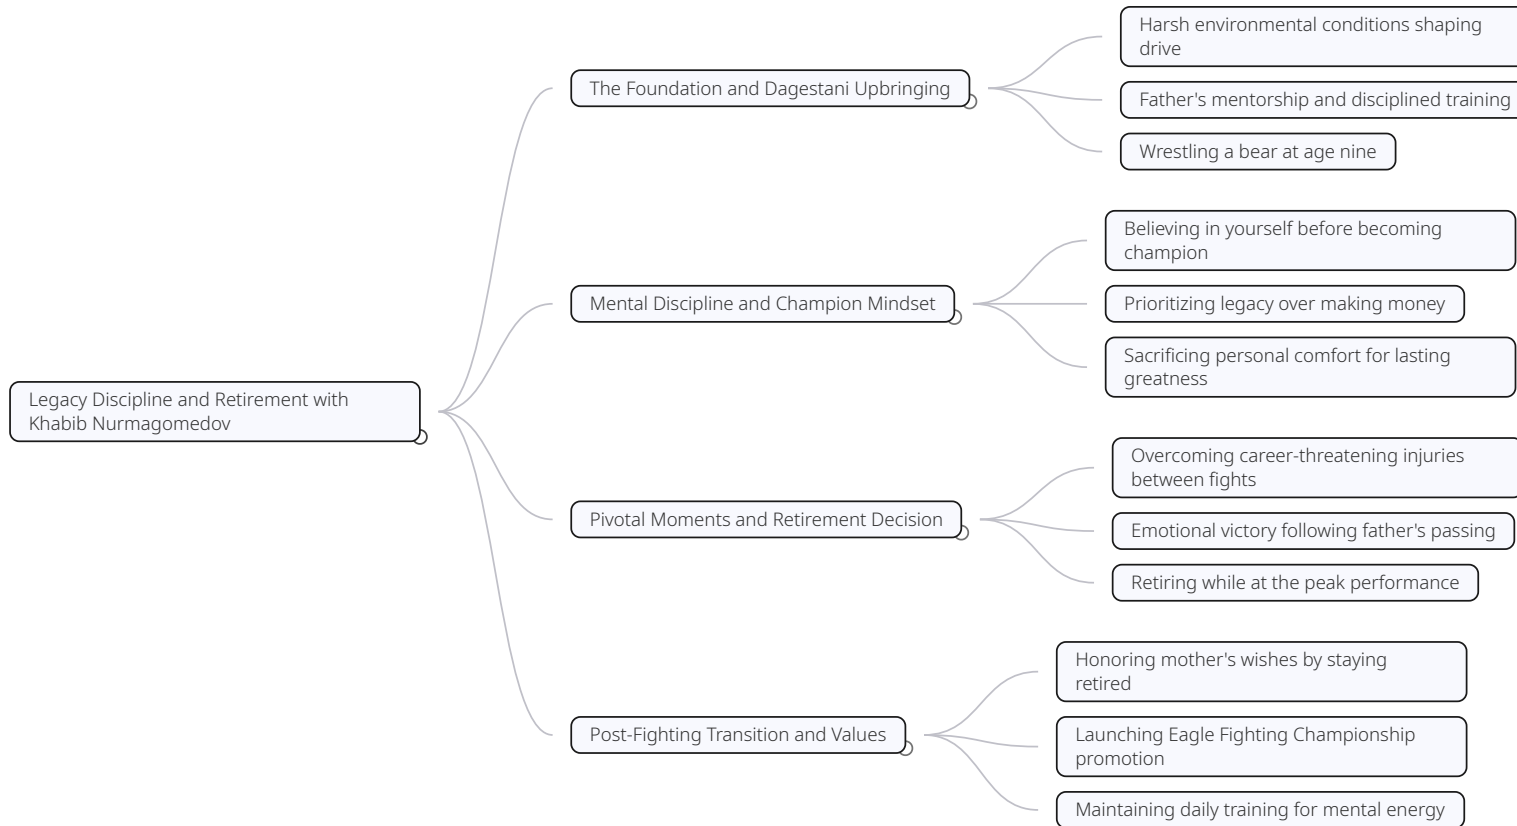 Legacy Discipline and Retirement with
Khabib Nurmagomedov
The Foundation and Dagestani Upbringing
Harsh environmental conditions shaping
drive
Father's mentorship and disciplined training
Wrestling a bear at age nine
Mental Discipline and Champion Mindset
Believing in yourself before becoming
champion
Prioritizing legacy over making money
Sacrificing personal comfort for lasting
greatness
Pivotal Moments and Retirement Decision
Overcoming career-threatening injuries
between fights
Emotional victory following father's passing
Retiring while at the peak performance
Post-Fighting Transition and Values
Honoring mother's wishes by staying
retired
Launching Eagle Fighting Championship
promotion
Maintaining daily training for mental energy